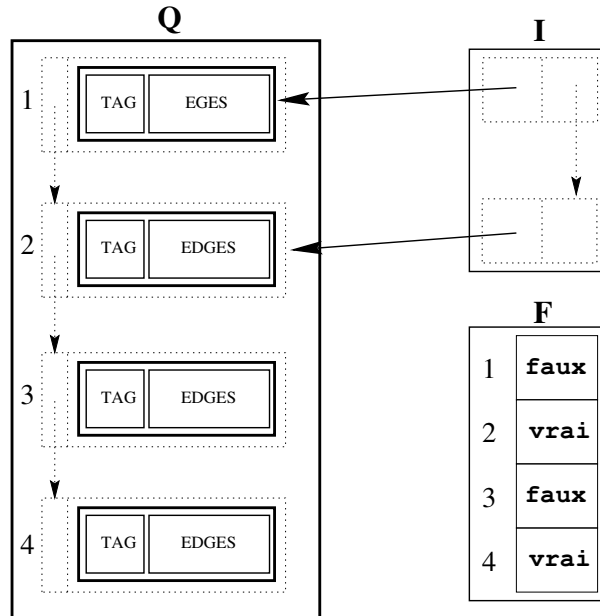 Q
1 TAG EGES
2 TAG EDGES
3 TAG EDGES
4 TAG EDGES
I
F
1 faux
2 vrai
3 faux
4 vrai